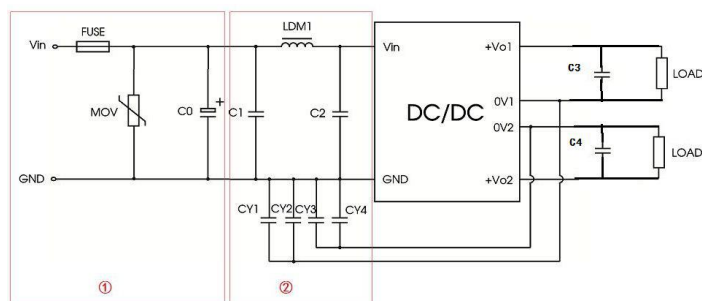 FUSE
LDM1
Vin
Vin
+Vo1
C3
LOAD
MOV
C0
+
C1
C2
DC/DC
0V1
0V2
C4
LOAD
GND
GND
+Vo2
CY1
CY2
CY3
CY4
①
②